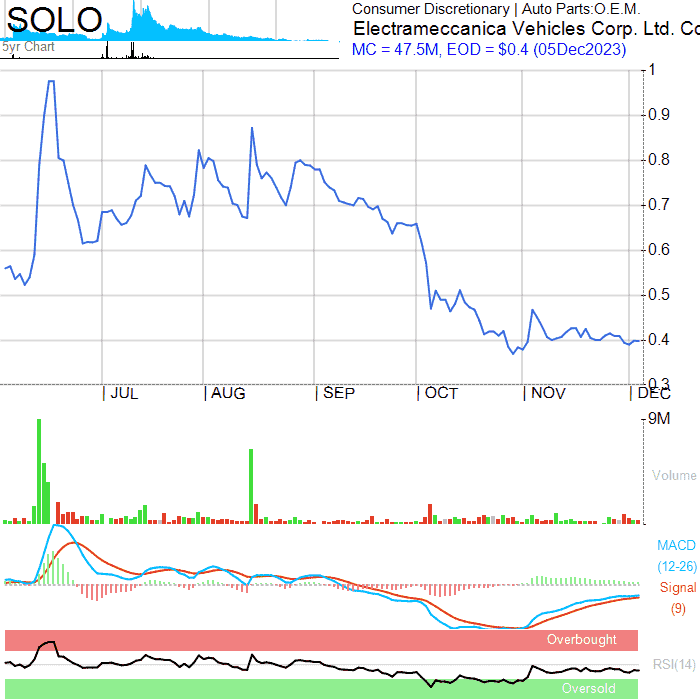 SOLO
5yr Chart
Consumer Discretionary | Auto Parts:O.E.M.
Electrameccanica Vehicles Corp. Ltd. Co
MC = 47.5M, EOD = $0.4 (05Dec2023)
1
0.9
0.8
0.7
0.6
0.5
0.4
0.3
| JUL | AUG | SEP | OCT | NOV | DEC
9M
Volume
MACD
(12-26)
Signal
(9)
Overbought
RSI(14)
Oversold